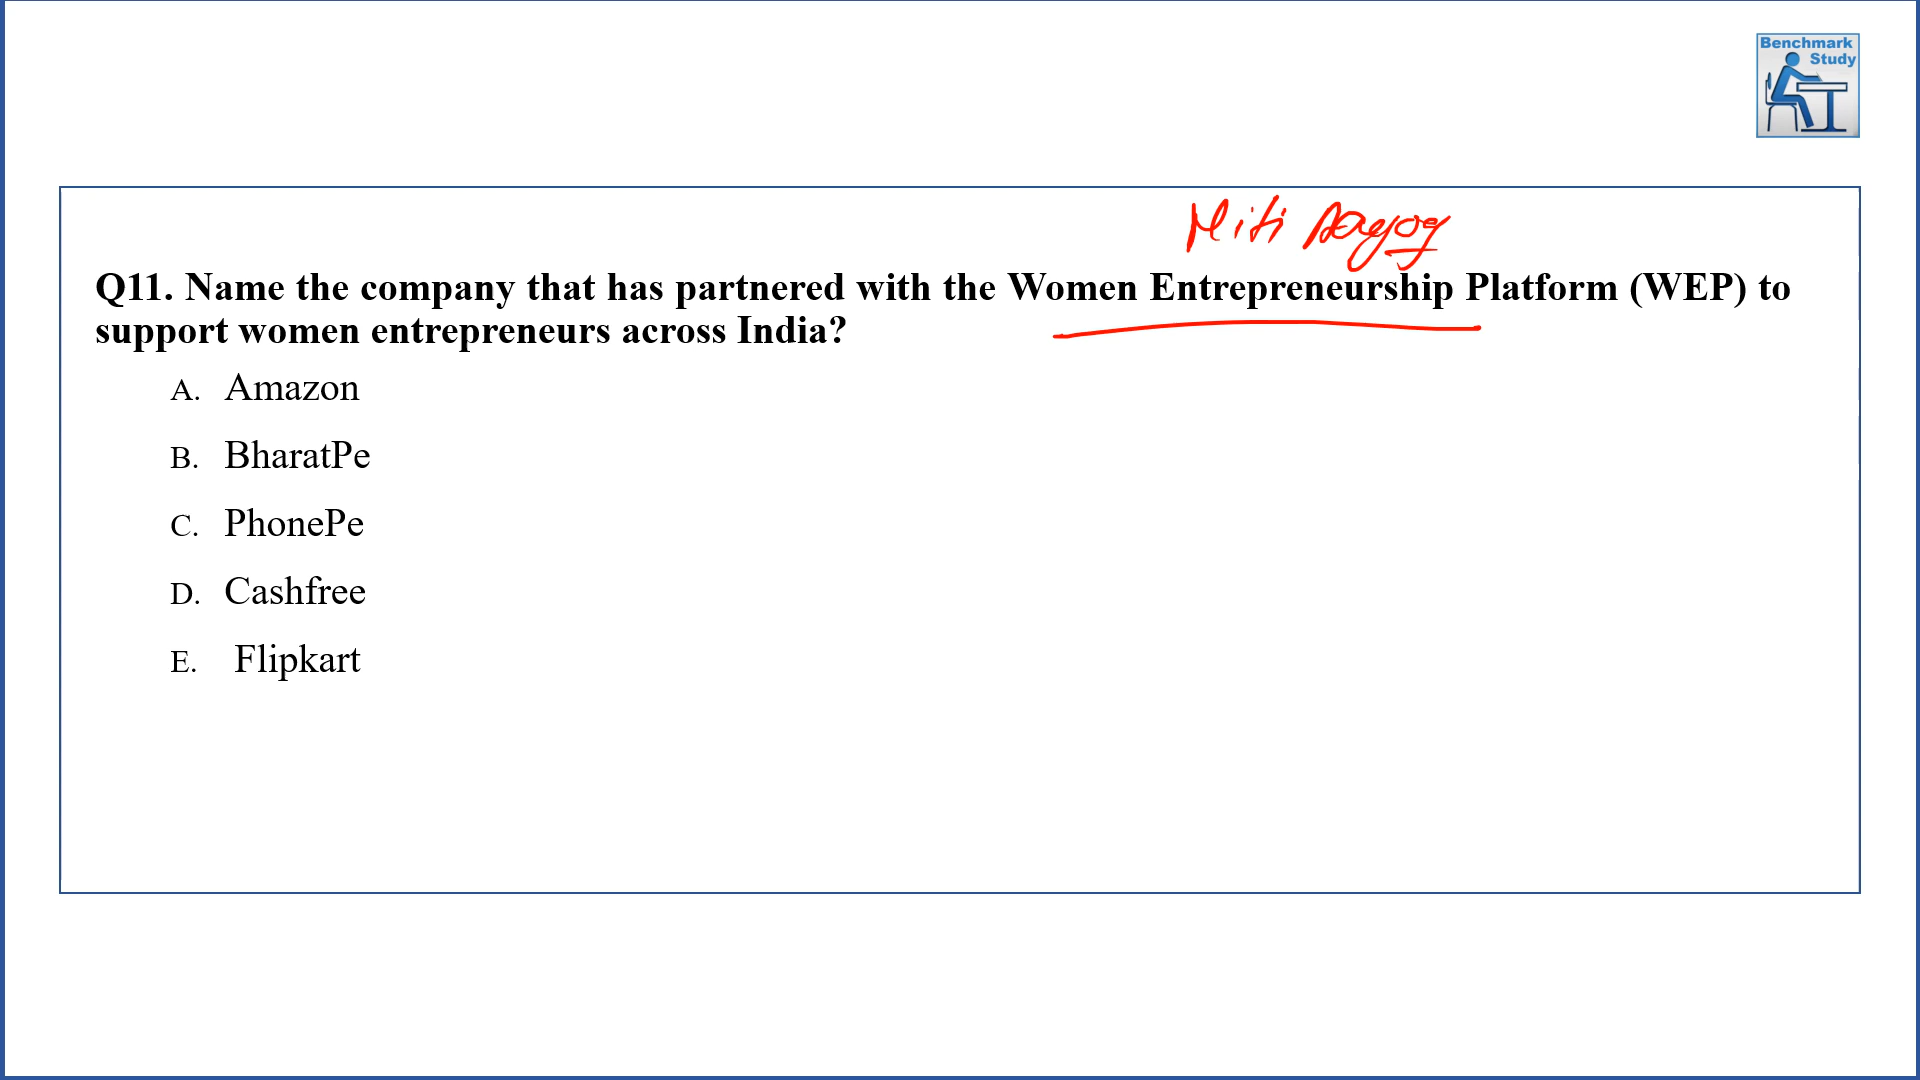 Benchmark
Study
Niti Aayog
Q11. Name the company that has partnered with the Women Entrepreneurship Platform (WEP) to
support women entrepreneurs across India?
A. Amazon
B. BharatPe
C. PhonePe
D. Cashfree
E. Flipkart